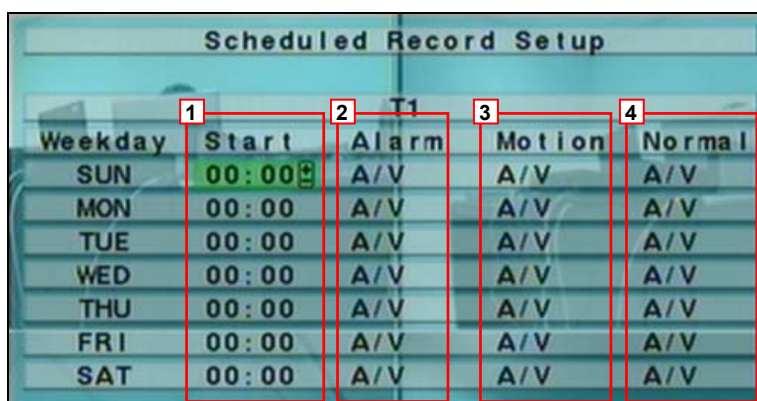 Scheduled Record Setup
T1
1 2 3 4
Weekday Start Alarm Motion Normal
SUN 00:00 A/V A/V A/V
MON 00:00 A/V A/V A/V
TUE 00:00 A/V A/V A/V
WED 00:00 A/V A/V A/V
THU 00:00 A/V A/V A/V
FRI 00:00 A/V A/V A/V
SAT 00:00 A/V A/V A/V